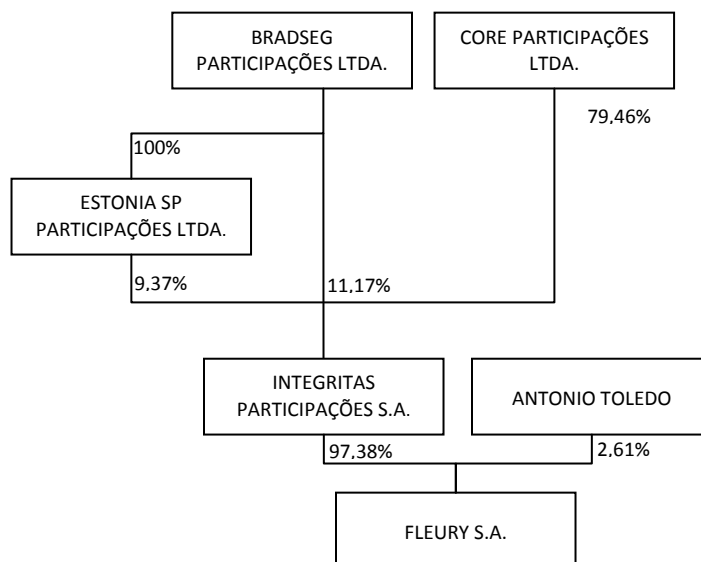 BRADSEG
PARTICIPAÇÕES LTDA.
CORE PARTICIPAÇÕES
LTDA.
79,46%
100%
ESTONIA SP
PARTICIPAÇÕES LTDA.
9,37%
11,17%
INTEGRITAS
PARTICIPAÇÕES S.A.
ANTONIO TOLEDO
97,38%
2,61%
FLEURY S.A.